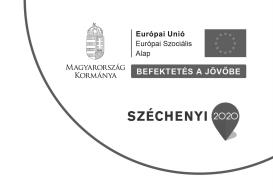 Európai Unió
Európai Szociális
Alap
MAGYARORSZÁG
KORMÁNYA
BEFEKTETÉS A JÖVŐBE
SZÉCHENYI 2020